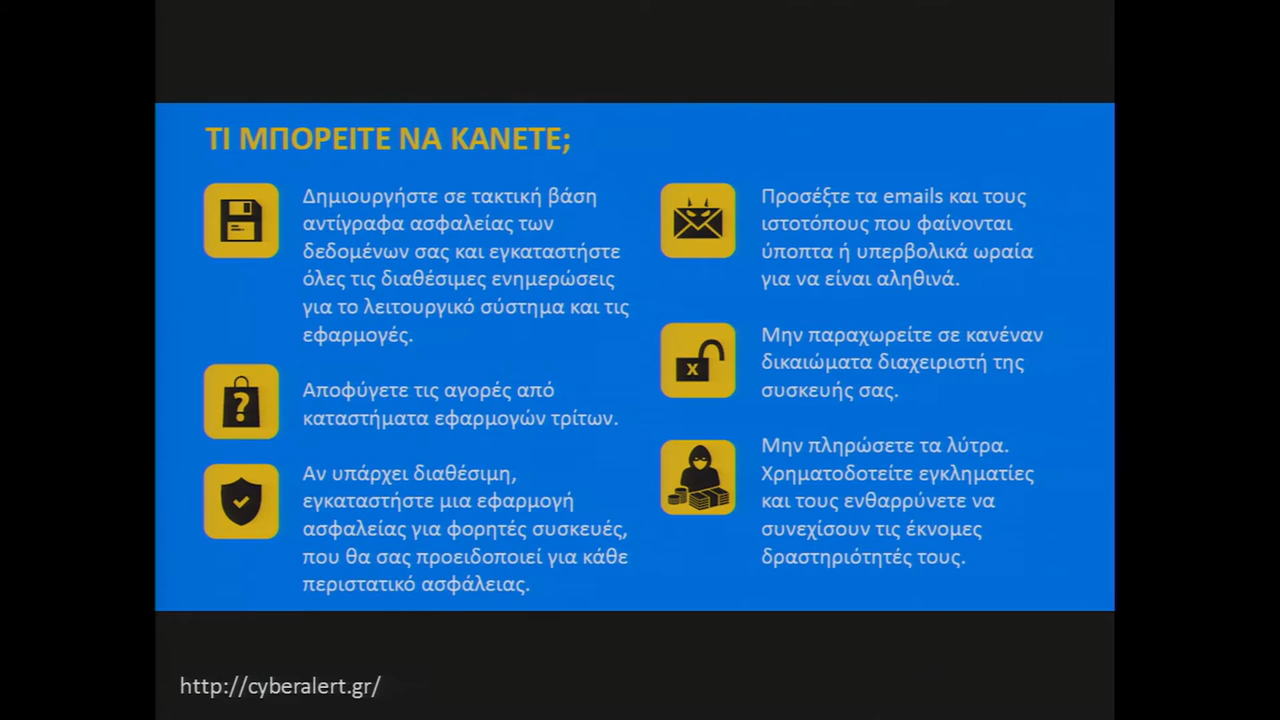 ΤΙ ΜΠΟΡΕΙΤΕ ΝΑ ΚΑΝΕΤΕ;
Δημιουργήστε σε τακτική βάση
αντίγραφα ασφαλείας των
δεδομένων σας και εγκαταστήστε
όλες τις διαθέσιμες ενημερώσεις
για το λειτουργικό σύστημα και τις
εφαρμογές.
Αποφύγετε τις αγορές από
καταστήματα εφαρμογών τρίτων.
Αν υπάρχει διαθέσιμη,
εγκαταστήστε μια εφαρμογή
ασφαλείας για φορητές συσκευές,
που θα σας προειδοποιεί για κάθε
περιστατικό ασφάλειας.
Προσέξτε τα emails και τους
ιστοτόπους που φαίνονται
ύποπτα ή υπερβολικά ωραία
για να είναι αληθινά.
Μην παραχωρείτε σε κανέναν
δικαιώματα διαχειριστή της
συσκευής σας.
Μην πληρώσετε τα λύτρα.
Χρηματοδοτείτε εγκληματίες
και τους ενθαρρύνετε να
συνεχίσουν τις έκνομες
δραστηριότητές τους.
http://cyberalert.gr/